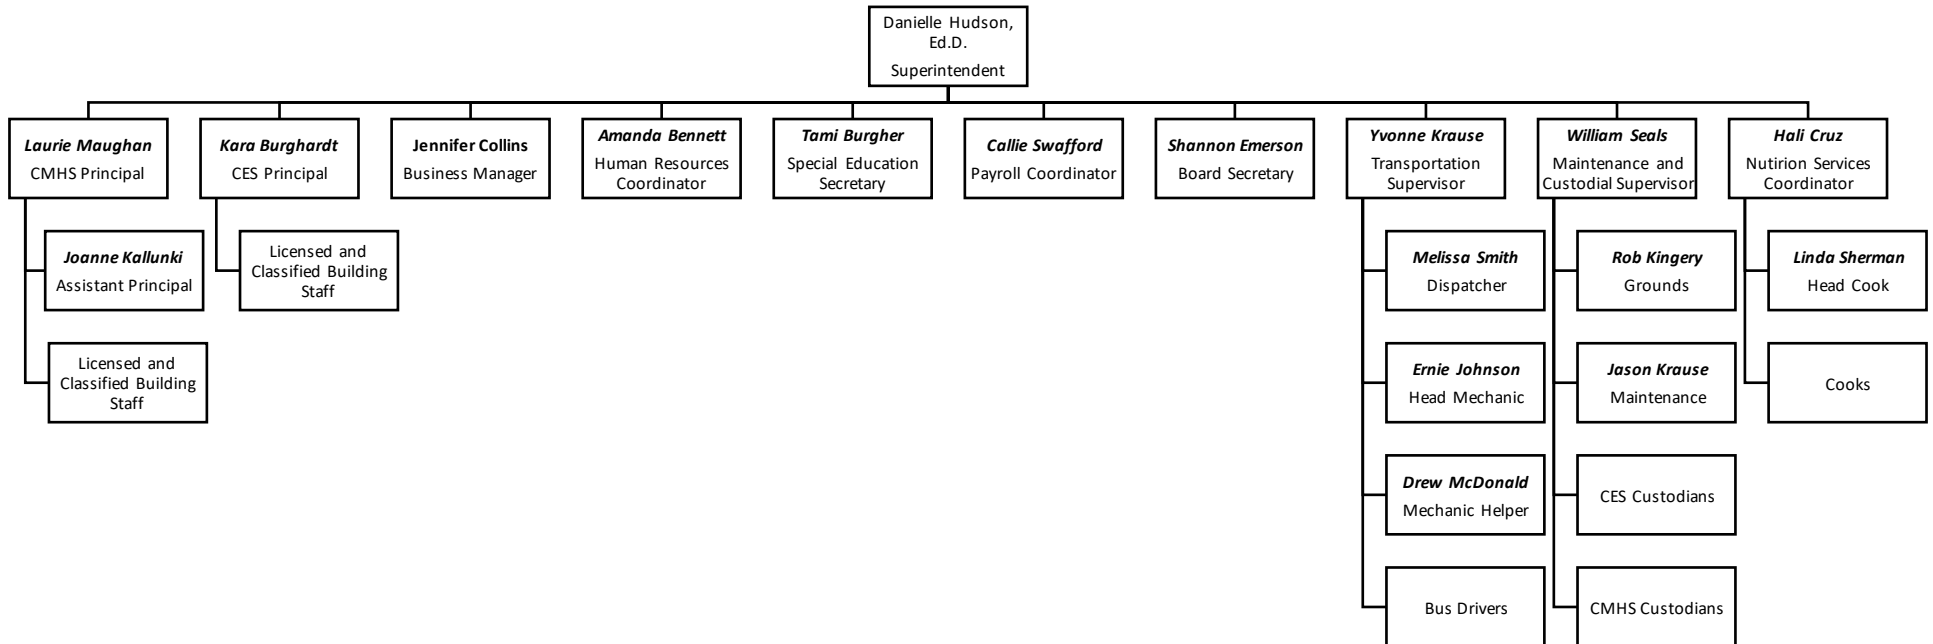 Danielle Hudson,
Ed.D.
Superintendent
Laurie Maughan
CMHS Principal
Kara Burghardt
CES Principal
Jennifer Collins
Business Manager
Amanda Bennett
Human Resources
Coordinator
Tami Burgher
Special Education
Secretary
Callie Swafford
Payroll Coordinator
Shannon Emerson
Board Secretary
Yvonne Krause
Transportation
Supervisor
William Seals
Maintenance and
Custodial Supervisor
Hali Cruz
Nutirion Services
Coordinator
Joanne Kallunki
Assistant Principal
Licensed and
Classified Building
Staff
Licensed and
Classified Building
Staff
Melissa Smith
Dispatcher
Ernie Johnson
Head Mechanic
Drew McDonald
Mechanic Helper
Bus Drivers
Rob Kingery
Grounds
Jason Krause
Maintenance
CES Custodians
CMHS Custodians
Linda Sherman
Head Cook
Cooks